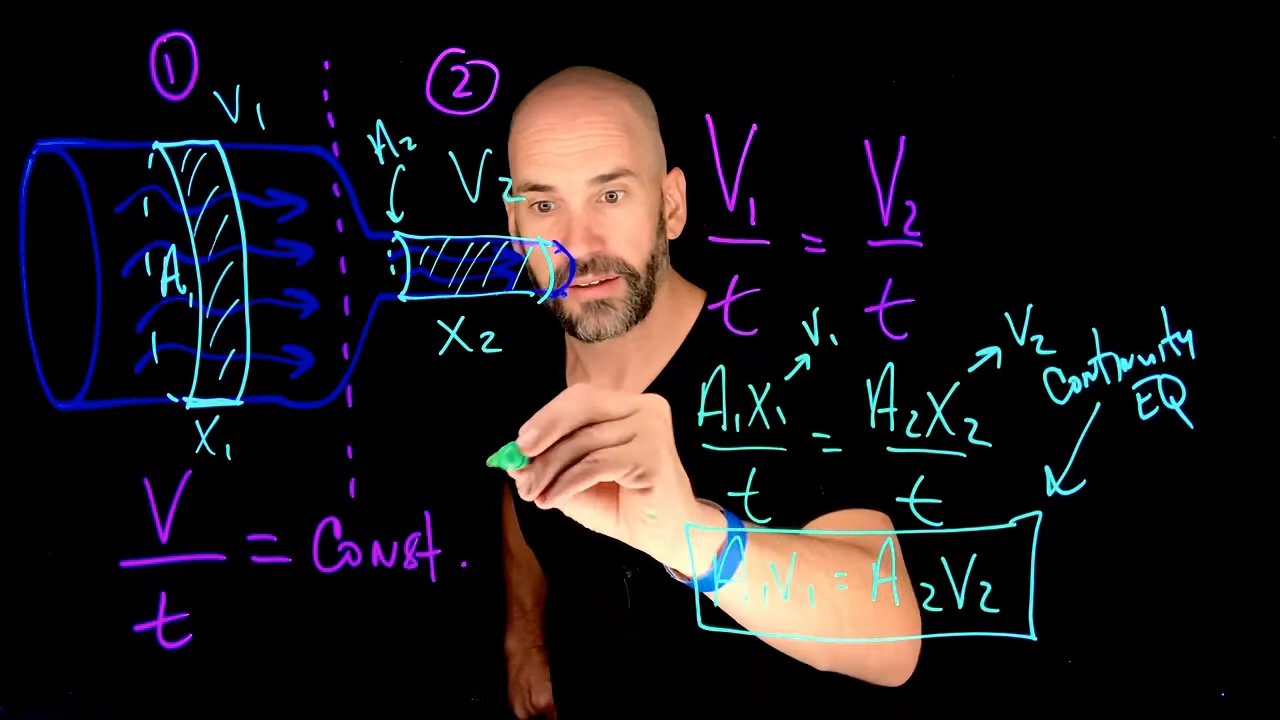 ① ②
V₁
A₂
V₂
A₁
X₂
X₁
V/t = Const.
V₁/t = V₂/t
V₁ V₂
A₁X₁/t = A₂X₂/t
Continuity
EQ
A₁V₁ = A₂V₂